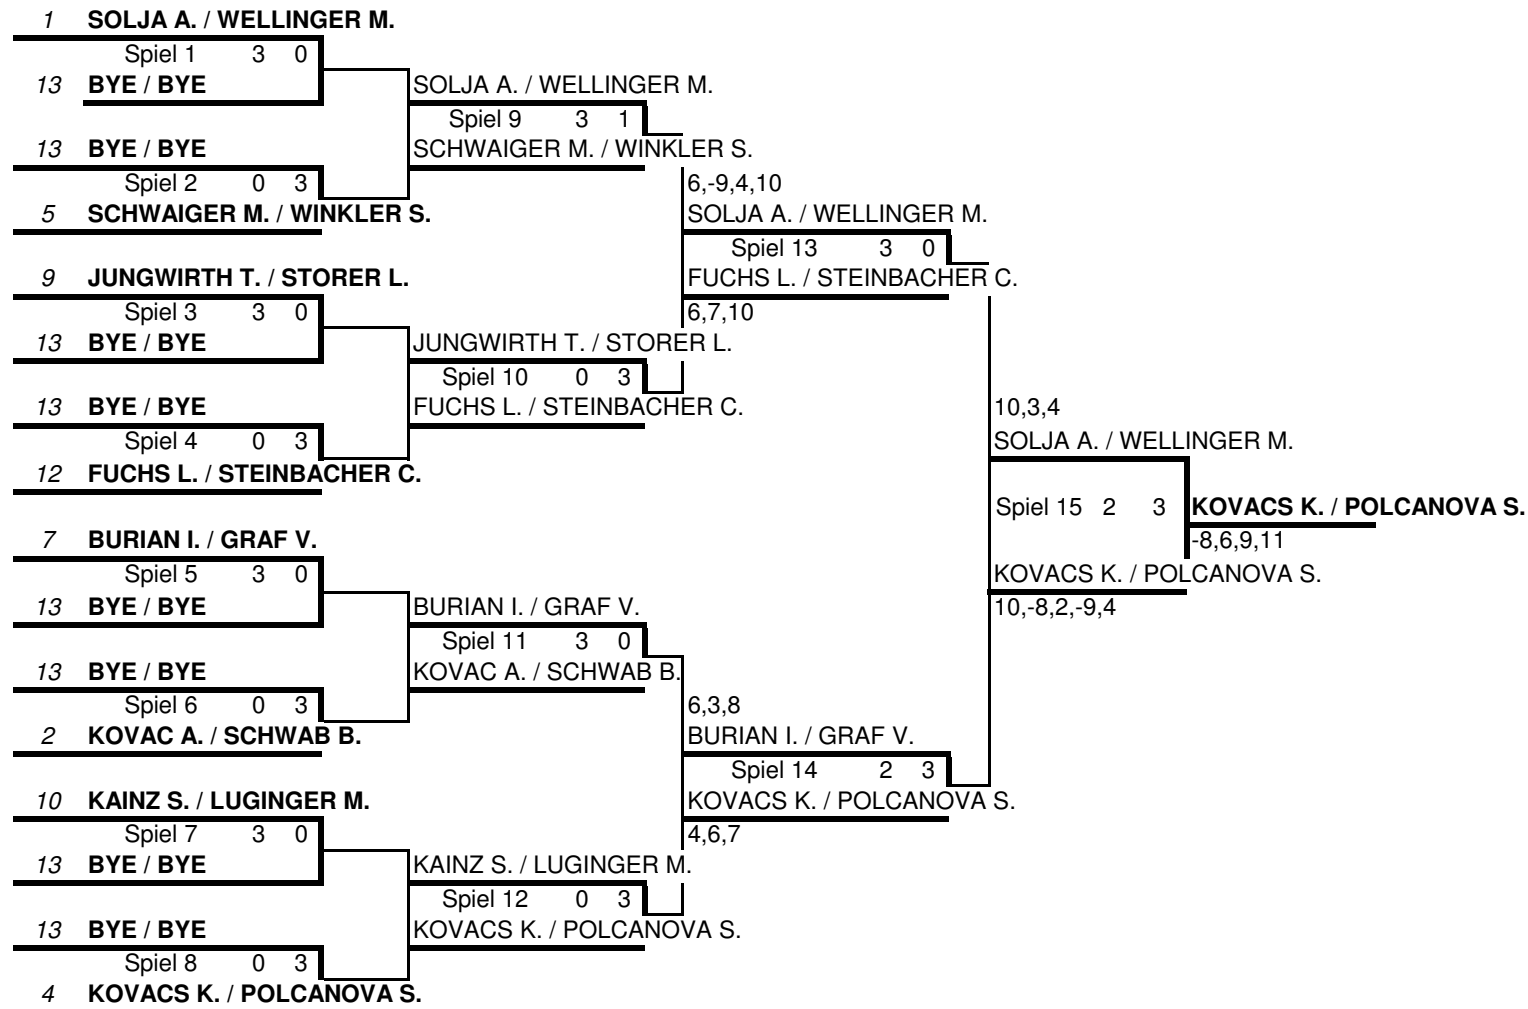 1 SOLJA A. / WELLINGER M.
Spiel 1 3 0
13 BYE / BYE
SOLJA A. / WELLINGER M.
Spiel 9 3 1
13 BYE / BYE
SCHWAIGER M. / WINKLER S.
Spiel 2 0 3
6,-9,4,10
5 SCHWAIGER M. / WINKLER S.
SOLJA A. / WELLINGER M.
Spiel 13 3 0
9 JUNGWIRTH T. / STORER L.
FUCHS L. / STEINBACHER C.
Spiel 3 3 0
6,7,10
13 BYE / BYE
JUNGWIRTH T. / STORER L.
Spiel 10 0 3
13 BYE / BYE
FUCHS L. / STEINBACHER C.
10,3,4
Spiel 4 0 3
SOLJA A. / WELLINGER M.
12 FUCHS L. / STEINBACHER C.
Spiel 15 2 3
KOVACS K. / POLCANOVA S.
7 BURIAN I. / GRAF V.
-8,6,9,11
Spiel 5 3 0
KOVACS K. / POLCANOVA S.
13 BYE / BYE
BURIAN I. / GRAF V.
10,-8,2,-9,4
Spiel 11 3 0
13 BYE / BYE
KOVAC A. / SCHWAB B.
Spiel 6 0 3
6,3,8
2 KOVAC A. / SCHWAB B.
BURIAN I. / GRAF V.
Spiel 14 2 3
10 KAINZ S. / LUGINGER M.
KOVACS K. / POLCANOVA S.
Spiel 7 3 0
4,6,7
13 BYE / BYE
KAINZ S. / LUGINGER M.
Spiel 12 0 3
13 BYE / BYE
KOVACS K. / POLCANOVA S.
Spiel 8 0 3
4 KOVACS K. / POLCANOVA S.